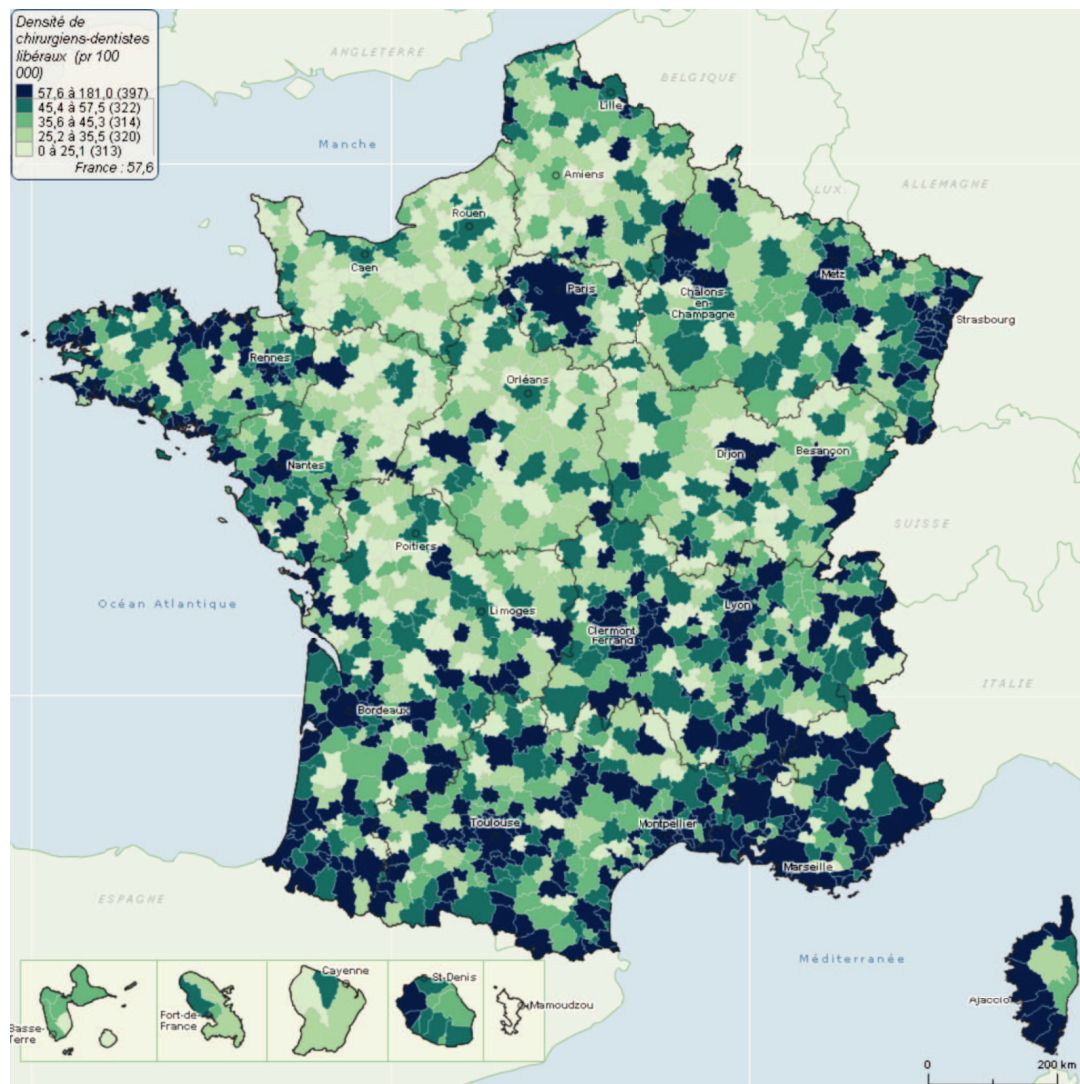 Densité de
chirurgiens-dentistes
libéraux (pr 100
000)
57,6 à 181,0 (397)
45,4 à 57,5 (322)
35,6 à 45,3 (314)
25,2 à 35,5 (320)
0 à 25,1 (313)
France : 57,6
ANGLETERRE
BELGIQUE
Lille
Manche
Amiens
LUX.
ALLEMAGNE
Rouen
Caen
Metz
Paris
Châlons-
en-
Champagne
Strasbourg
Rennes
Orléans
Dijon
Besançon
Nantes
SUISSE
Poitiers
Océan Atlantique
Limoges
Lyon
Clermont-
Ferrand
ITALIE
Bordeaux
Toulouse
Montpellier
Marseille
ESPAGNE
Méditerranée
Ajaccio
Cayenne
St-Denis
Mamoudzou
Fort-de-
France
Basse-
Terre
0
200 km